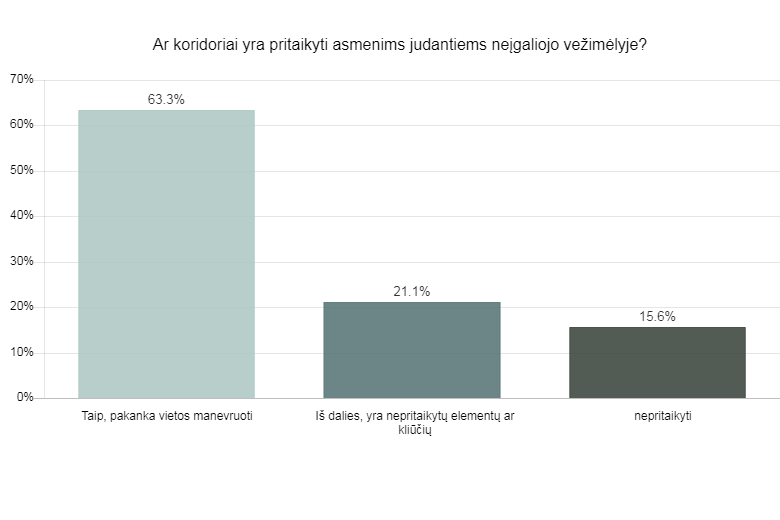 Ar koridoriai yra pritaikyti asmenims judantiems neįgaliojo vežimėlyje?
70%
63.3%
60%
50%
40%
30%
21.1%
20%
15.6%
10%
0%
Taip, pakanka vietos manevruoti
Iš dalies, yra nepritaikytų elementų ar
kliūčių
nepritaikyti